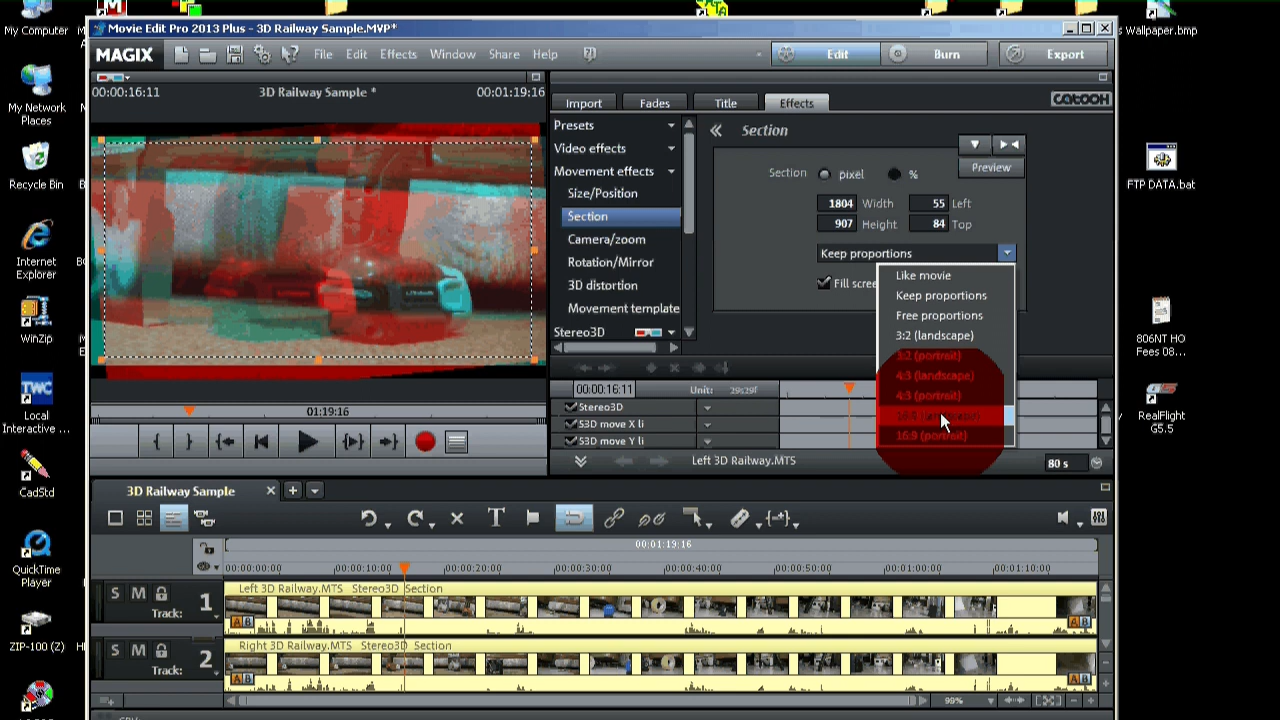 My Computer
My Network
Places
Recycle Bin
Internet
Explorer
WinZip
TWC
Local
Interactive ...
CadStd
QuickTime
Player
ZIP-100 (Z)
Movie Edit Pro 2013 Plus - 3D Railway Sample.MVP*
MAGIX
File Edit Effects Window Share Help
Edit Burn Export
00:00:16:11 3D Railway Sample * 00:01:19:16
Import Fades Title Effects
CATOOH
Presets
Video effects
Movement effects
Size/Position
Section
Camera/zoom
Rotation/Mirror
3D distortion
Movement template
Stereo3D
Section
Preview
Section pixel %
1804 Width 55 Left
907 Height 84 Top
Keep proportions
Fill scree
Like movie
Keep proportions
Free proportions
3:2 (landscape)
3:2 (portrait)
4:3 (landscape)
4:3 (portrait)
16:9 (landscape)
16:9 (portrait)
00:00:16:11 Unit: 29s29f
Stereo3D
S3D move X li
S3D move Y li
Left 3D Railway.MTS
80 s
01:19:16
3D Railway Sample
00:01:19:16
00:00:00:00 00:00:10:00 00:00:20:00 00:00:30:00 00:00:40:00 00:00:50:00 00:01:00:00 00:01:10:00
S M 1
Track:
Left 3D Railway.MTS Stereo3D Section
A B
A B
S M 2
Track:
Right 3D Railway.MTS Stereo3D Section
A B
A B
99%
s Wallpaper.bmp
FTP DATA.bat
806NT HO
Fees 08...
RealFlight
G5.5